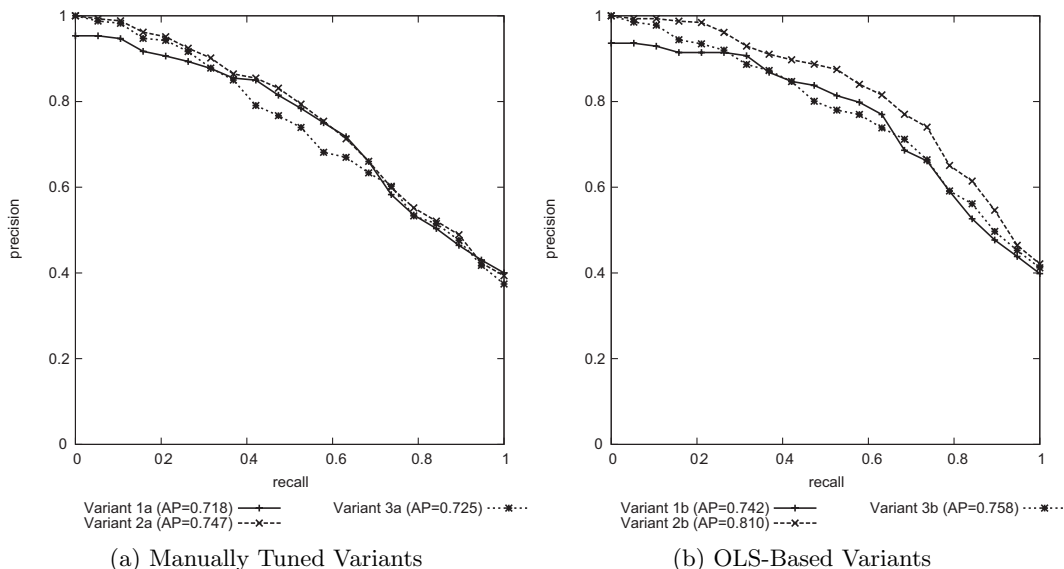 1
0.8
0.6
0.4
0.2
0
precision
0 0.2 0.4 0.6 0.8 1
recall
Variant 1a (AP=0.718)
Variant 2a (AP=0.747)
Variant 3a (AP=0.725)
(a) Manually Tuned Variants
1
0.8
0.6
0.4
0.2
0
precision
0 0.2 0.4 0.6 0.8 1
recall
Variant 1b (AP=0.742)
Variant 2b (AP=0.810)
Variant 3b (AP=0.758)
(b) OLS-Based Variants